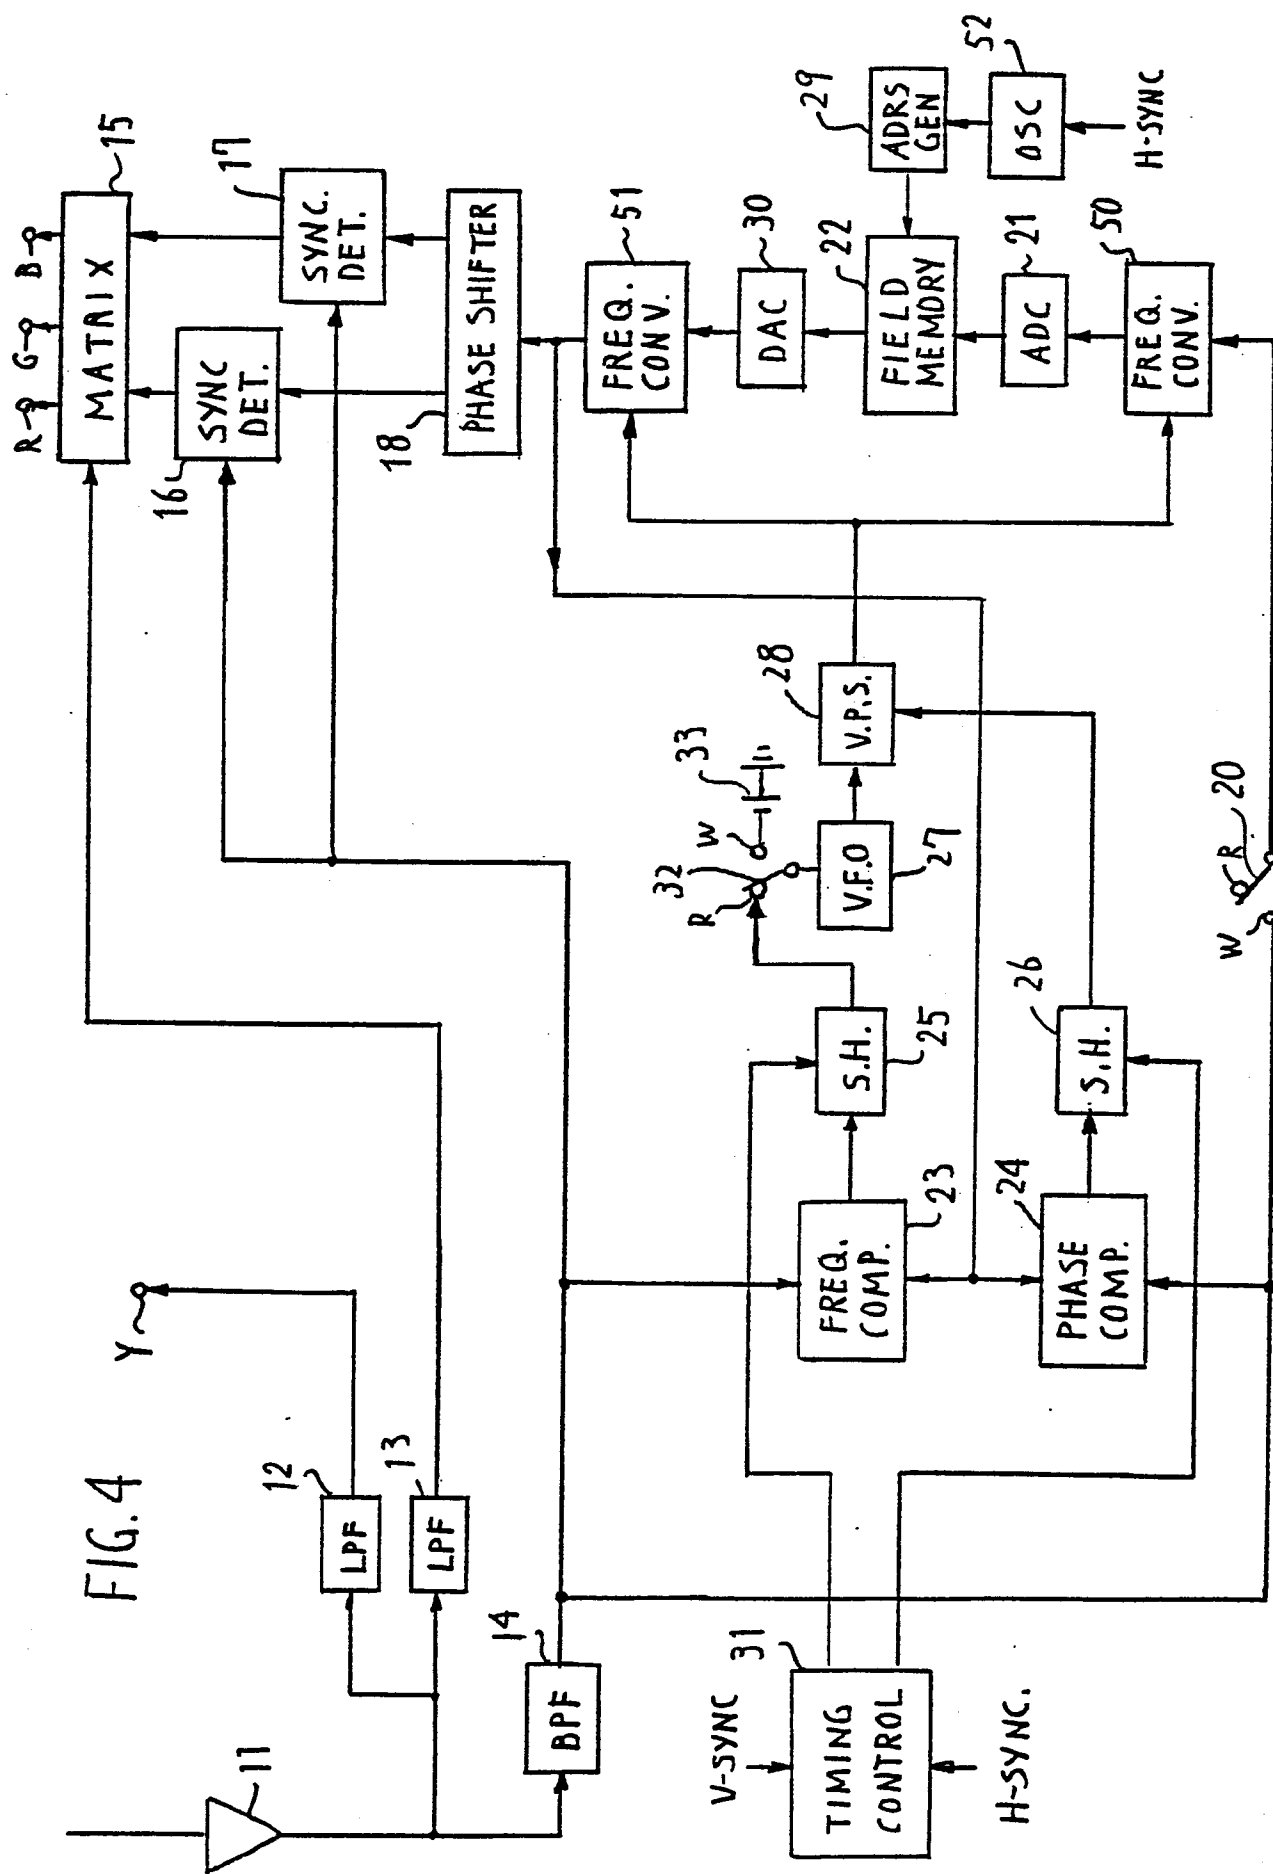 FIG. 4
11
12
LPF
13
LPF
14
BPF
Y
MATRIX
15
R
G
B
16
SYNC
DET.
17
SYNC.
DET.
18
PHASE SHIFTER
V-SYNC
31
TIMING
CONTROL
H-SYNC.
FREQ.
COMP.
23
PHASE
COMP.
24
S.H.
25
S.H.
26
R
32
W
33
V.F.O
27
V.P.S.
28
W
R
20
FREQ.
CONV.
51
DAC
30
FIELD
MEMORY
22
ADC
21
FREQ.
CONV.
50
ADRS
GEN
29
OSC
52
H-SYNC